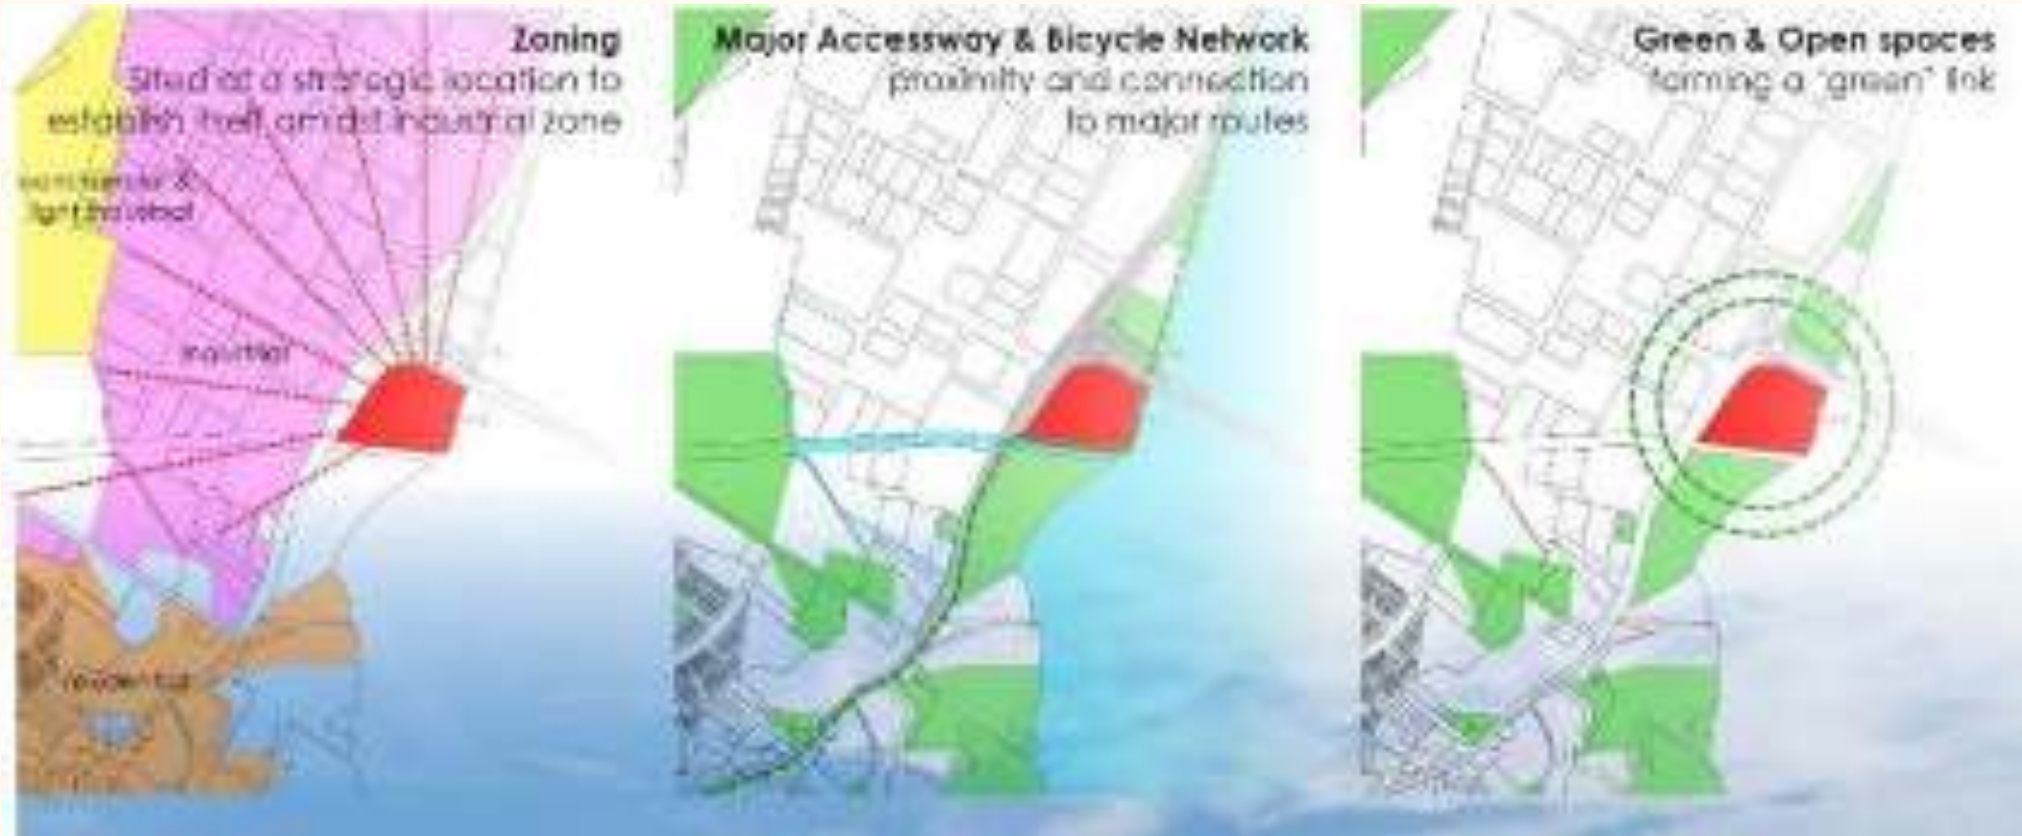 Zoning
Sited at a strategic location to
establish itself amidst industrial zone
light industrial
industrial
residential
Major Accessway & Bicycle Network
proximity and connection
to major routes
Green & Open spaces
forming a "green" link